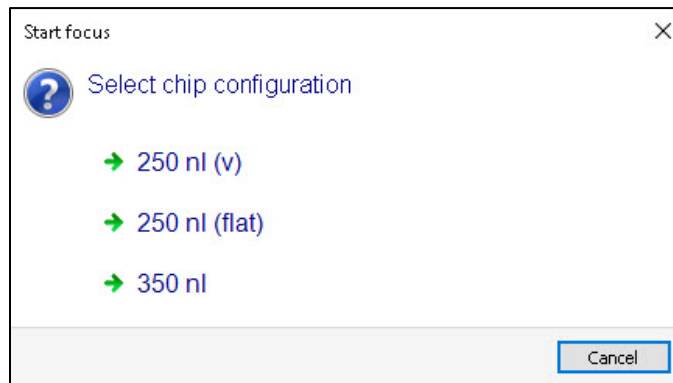 Start focus
Select chip configuration
250 nl (v)
250 nl (flat)
350 nl
Cancel